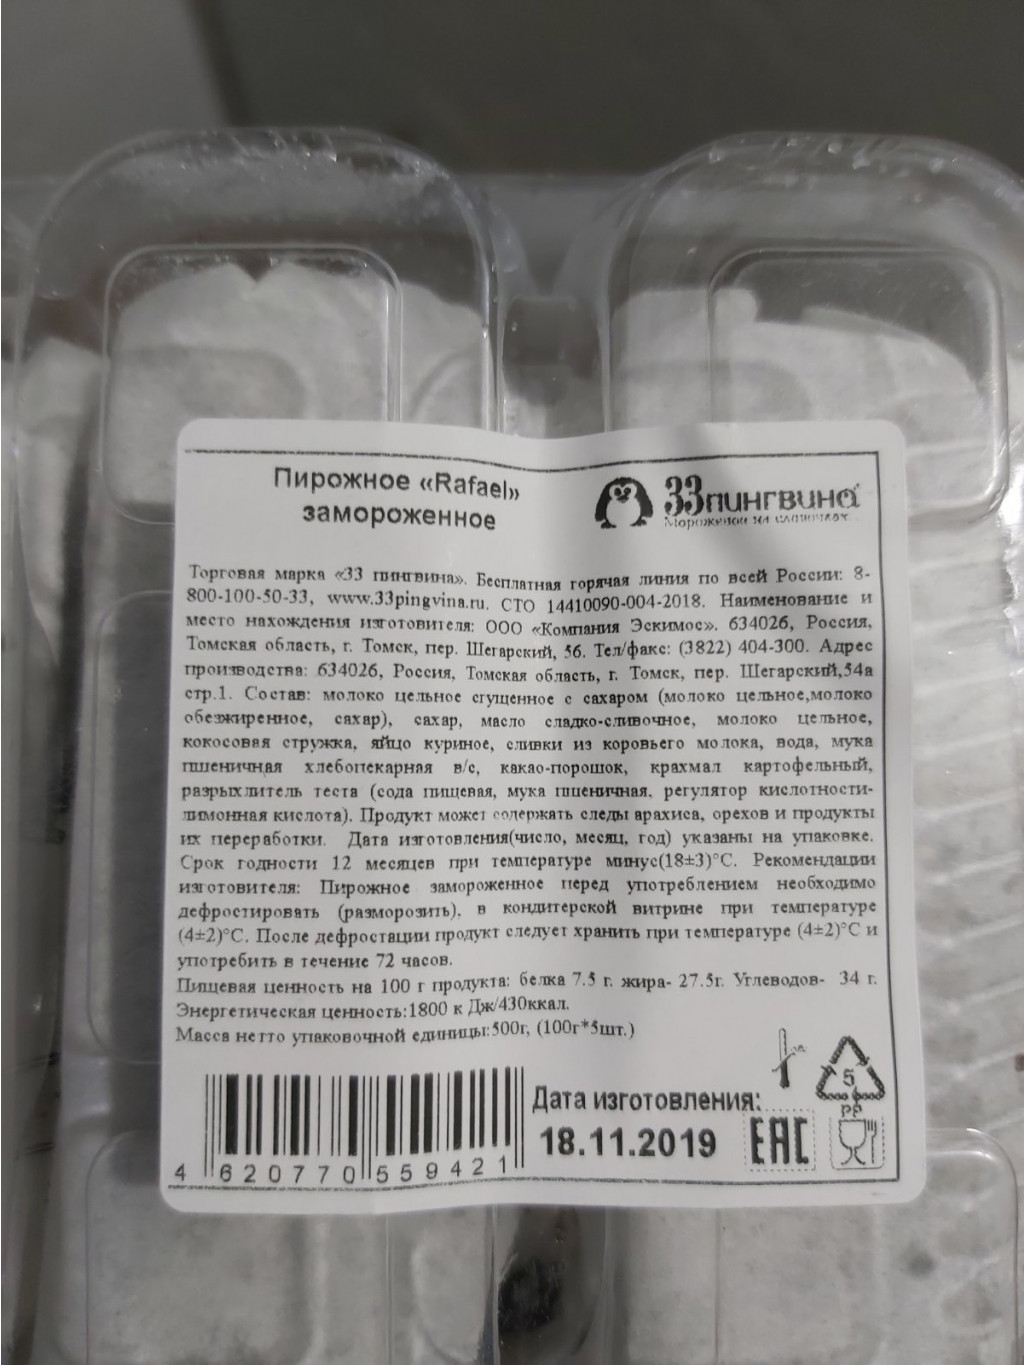 Пирожное «Rafael»
замороженное
33пингвина
Мороженое на
Торговая марка «33 пингвина». Бесплатная горячая линия по всей России: 8-
800-100-50-33, www.33pingvina.ru. СТО 14410090-004-2018. Наименование и
место нахождения изготовителя: ООО «Компания Эскимос». 634026, Россия,
Томская область, г. Томск, пер. Шегарский, 56. Тел/факс: (3822) 404-300. Адрес
производства: 634026, Россия, Томская область, г. Томск, пер. Шегарский,54а
стр.1. Состав: молоко цельное сгущенное с сахаром (молоко цельное,молоко
обезжиренное, сахар), сахар, масло сладко-сливочное, молоко цельное,
кокосовая стружка, яйцо куриное, сливки из коровьего молока, вода, мука
пшеничная хлебопекарная в/с, какао-порошок, крахмал картофельный,
разрыхлитель теста (сода пищевая, мука пшеничная, регулятор кислотности-
лимонная кислота). Продукт может содержать следы арахиса, орехов и продукты
их переработки. Дата изготовления(число, месяц, год) указаны на упаковке.
Срок годности 12 месяцев при температуре минус(18±3)°С. Рекомендации
изготовителя: Пирожное замороженное перед употреблением необходимо
дефростировать (разморозить), в кондитерской витрине при температуре
(4±2)°С. После дефростации продукт следует хранить при температуре (4±2)°С и
употребить в течение 72 часов.
Пищевая ценность на 100 г продукта: белка 7.5 г. жира- 27.5г. Углеводов- 34 г.
Энергетическая ценность:1800 к Дж/430ккал.
Масса нетто упаковочной единицы:500г, (100г*5шт.)
5
PP
Дата изготовления:
18.11.2019
EAC
4 620770 559421